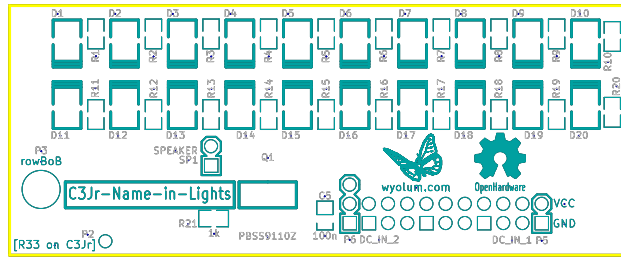 D1 D2 D3 D4 D5 D6 D7 D8 D9 D10
R1 R2 R3 R4 R5 R6 R7 R8 R9 R10
R11 R12 R13 R14 R15 R16 R17 R18 R19 R20
D11 D12 D13 D14 D15 D16 D17 D18 D19 D20
P3 SPEAKER
rowBoB SP1 Q1
wyolum.com OpenHardware
C3Jr-Name-in-Lights
VCC
R21 GND
P2 1k PBSS9110Z 100n P6 DC_IN_2 DC_IN_1 P5
[R33 on C3Jr]